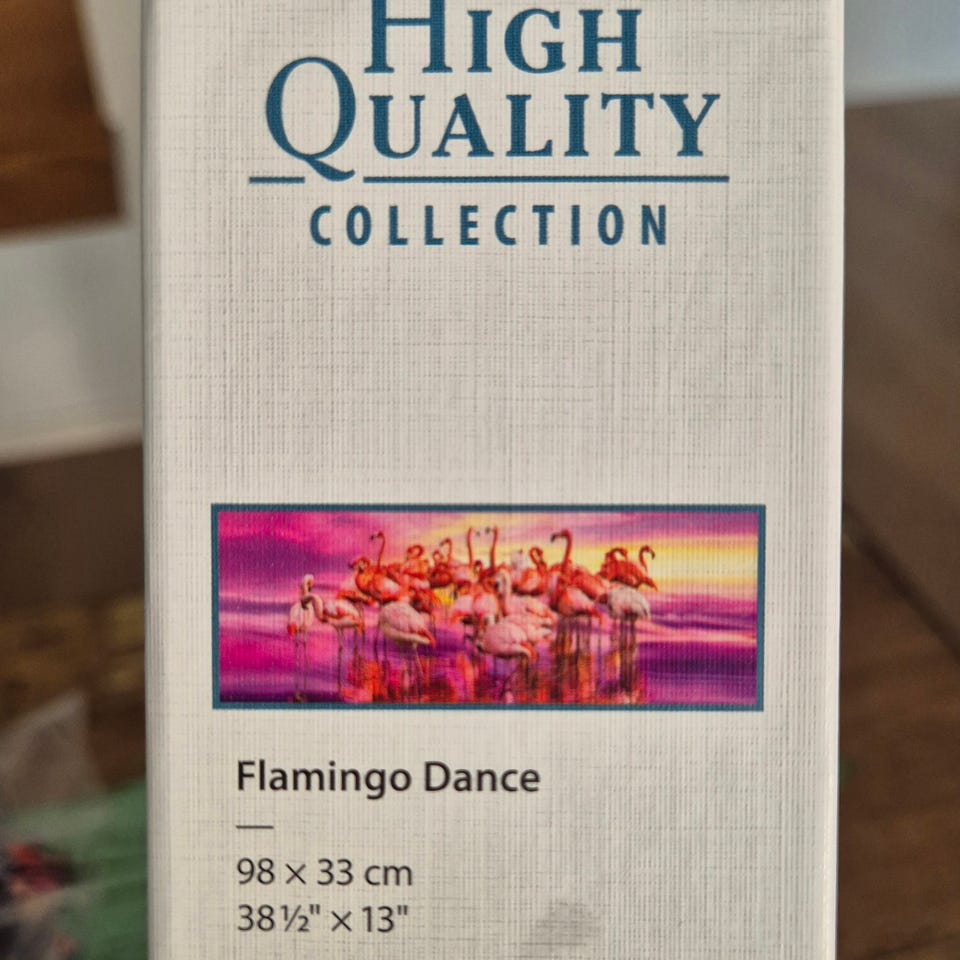 HIGH
QUALITY
COLLECTION
Flamingo Dance
98 × 33 cm
38½" × 13"